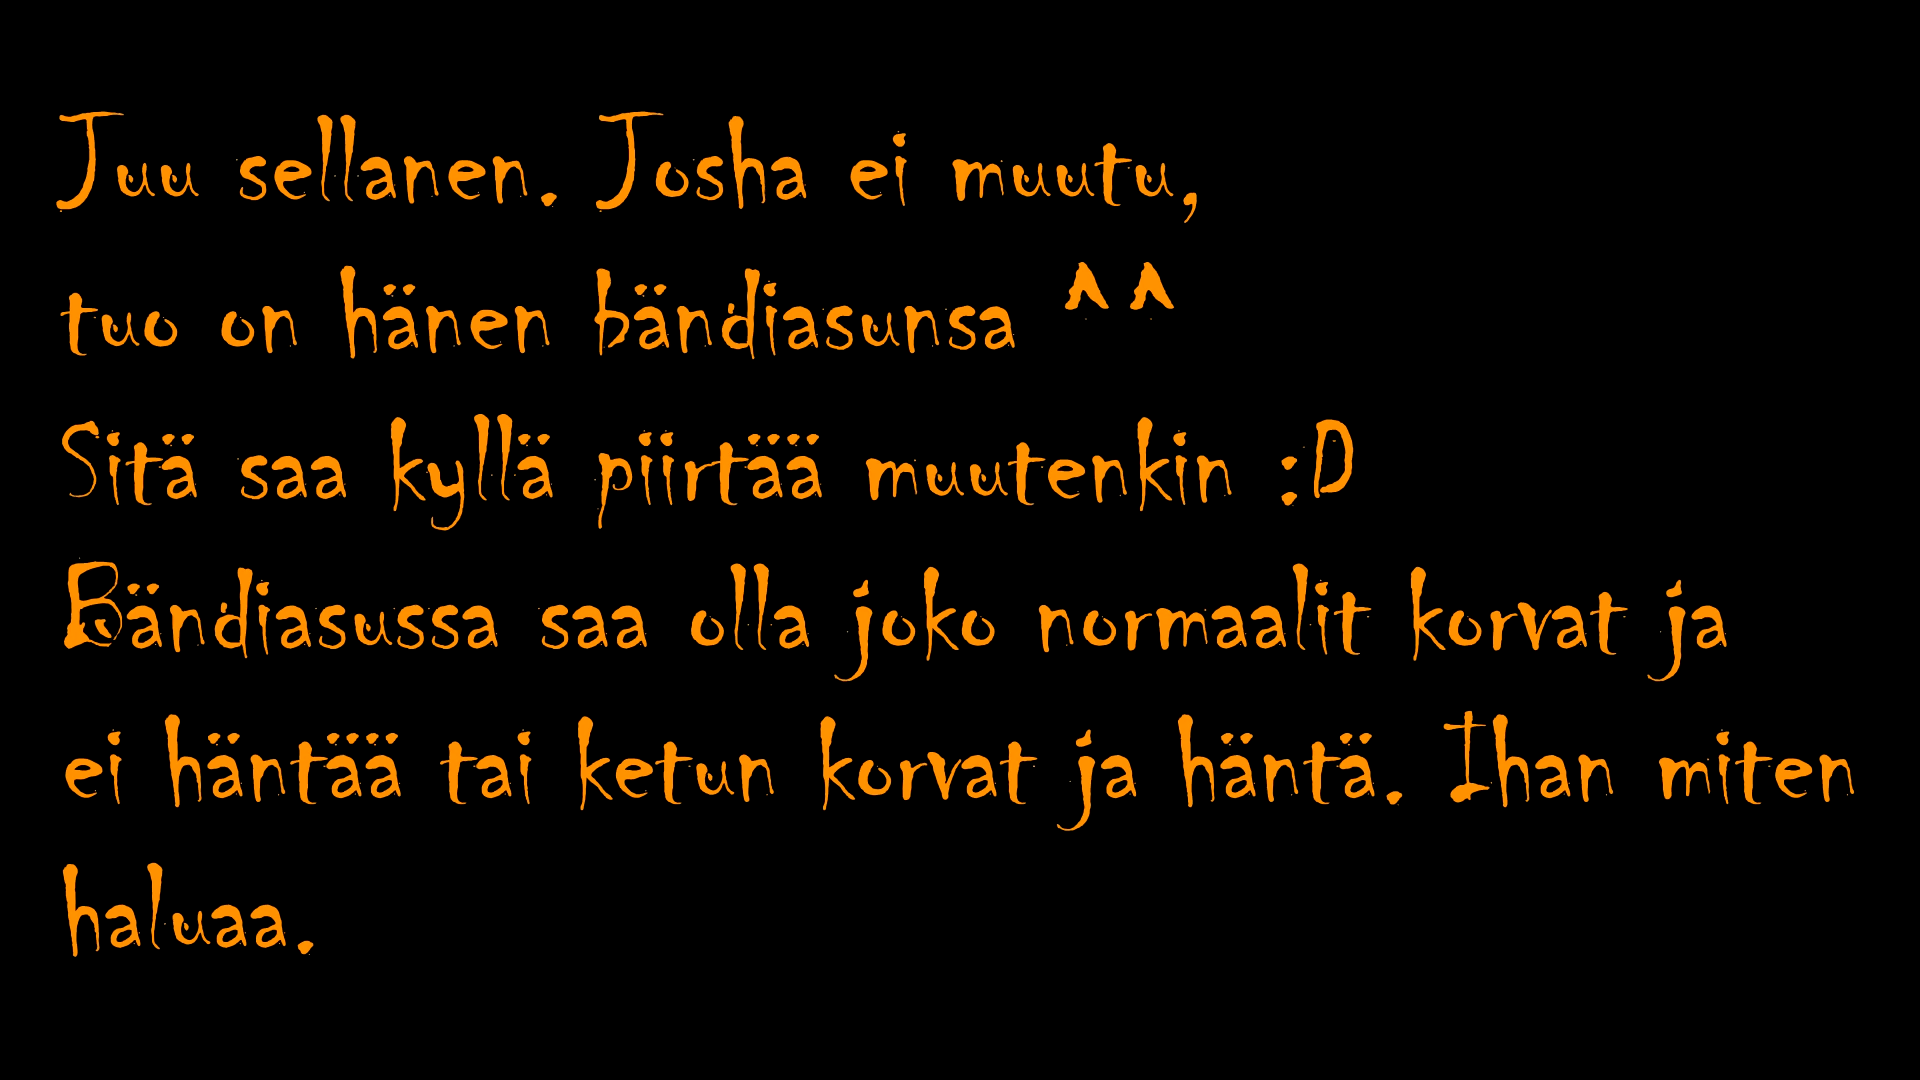 Juu sellanen. Josha ei muutu,
tuo on hänen bändiasunsa ^^
Sitä saa kyllä piirtää muutenkin :D
Bändiasussa saa olla joko normaalit korvat ja
ei häntää tai ketun korvat ja häntä. Ihan miten
haluaa.